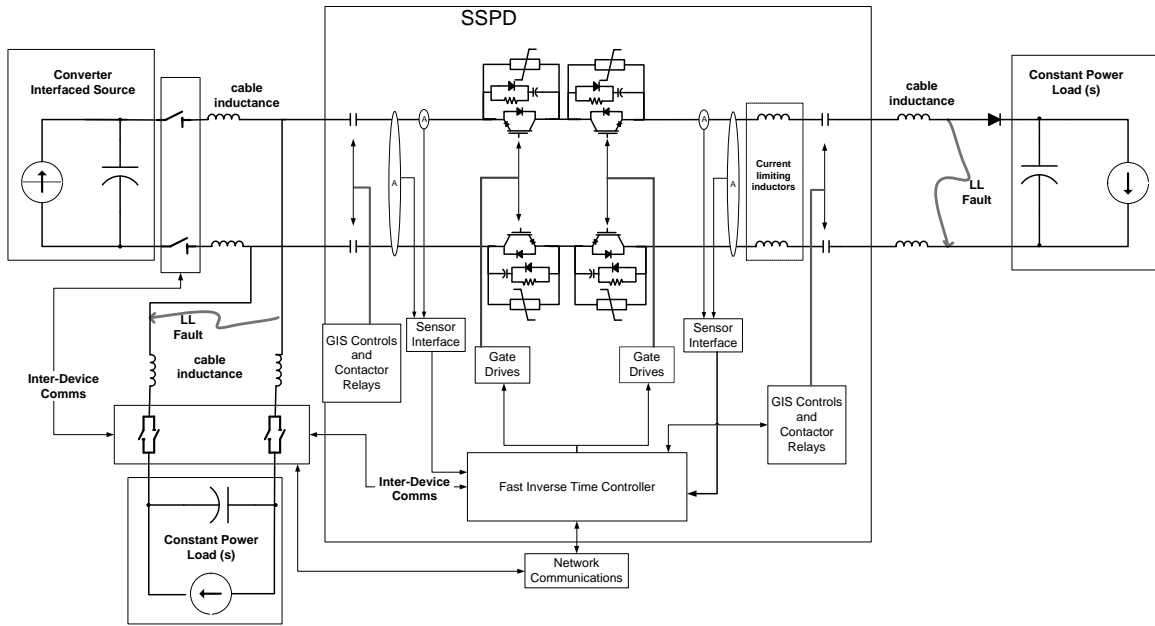 SSPD
Converter
Interfaced Source
cable
inductance
A
A
A
A
Current
limiting
inductors
cable
inductance
LL
Fault
Constant Power
Load (s)
LL
Fault
cable
inductance
Inter-Device
Comms
GIS Controls
and
Contactor
Relays
Sensor
Interface
Gate
Drives
Gate
Drives
Sensor
Interface
GIS Controls
and
Contactor
Relays
Inter-Device
Comms
Fast Inverse Time Controller
Constant Power
Load (s)
Network
Communications